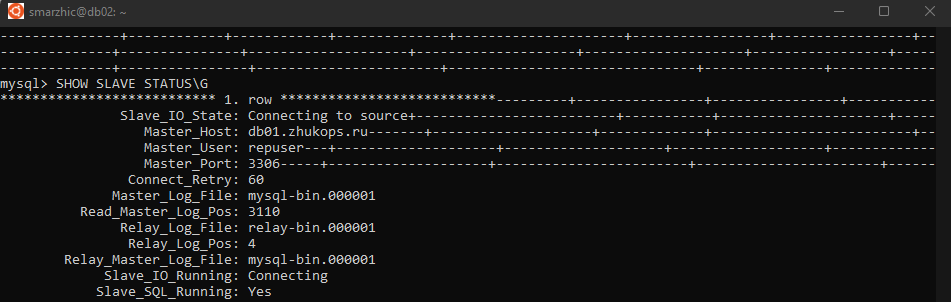 smarzhic@db02: ~
---------------+------------+-----------+--------------+---------------------+-----------------+-----------------+--
---------------+------------+--------------------+--------------------+--------------------+-----------------+-----
---------------+----------------+-----------------------+-------------------------------+---------------+------------
mysql> SHOW SLAVE STATUS\G
*************************** 1. row ***************************---------+----------------+----------------+----------
Slave_IO_State: Connecting to source+-------------------------+-----------+---------------------+-----
Master_Host: db01.zhukops.ru-------+--------------------+----------------+---------------+-----
Master_User: repuser---+--------------------+--------------------+-------------------+-------------
Master_Port: 3306-----+--------------------+------------------------+-----------------------+------
Connect_Retry: 60
Master_Log_File: mysql-bin.000001
Read_Master_Log_Pos: 3110
Relay_Log_File: relay-bin.000001
Relay_Log_Pos: 4
Relay_Master_Log_File: mysql-bin.000001
Slave_IO_Running: Connecting
Slave_SQL_Running: Yes